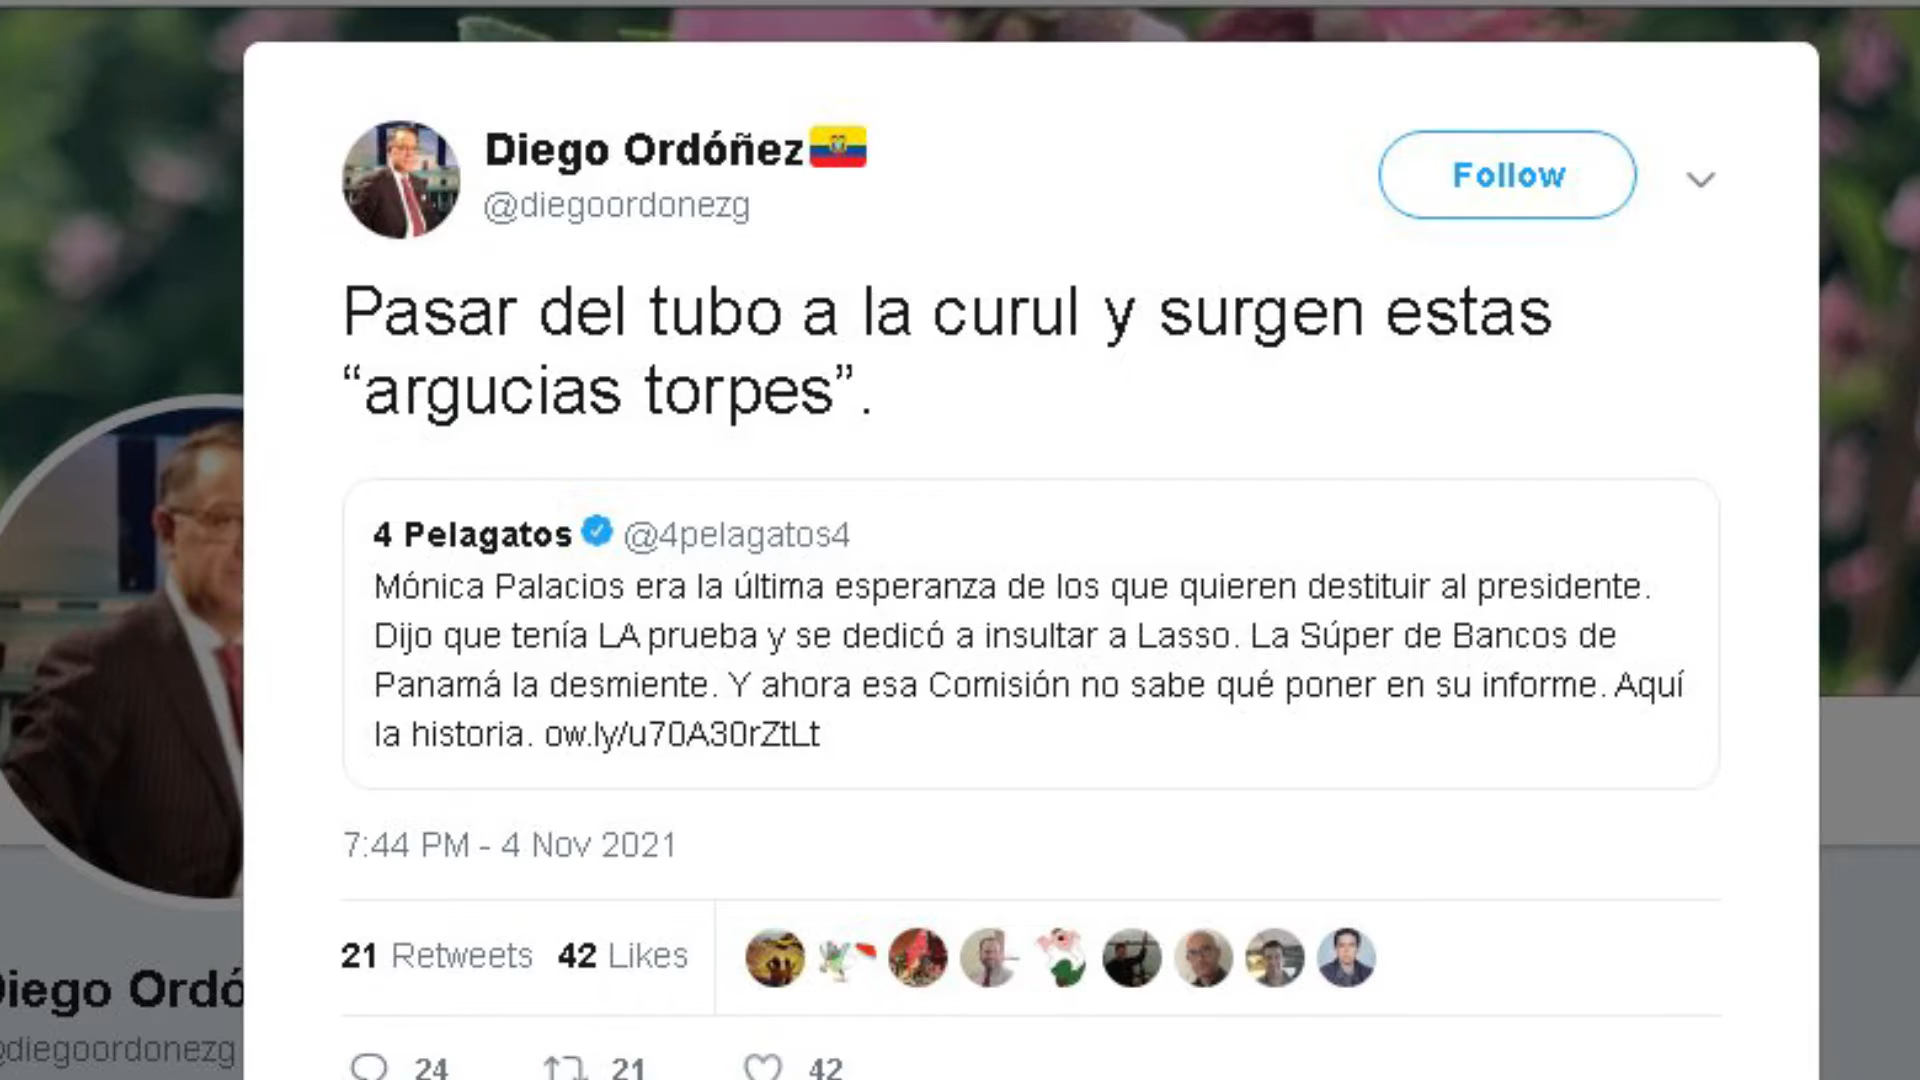 Diego Ordóñez
@diegoordonezg
Follow
Pasar del tubo a la curul y surgen estas
“argucias torpes”.
4 Pelagatos @4pelagatos4
Mónica Palacios era la última esperanza de los que quieren destituir al presidente.
Dijo que tenía LA prueba y se dedicó a insultar a Lasso. La Súper de Bancos de
Panamá la desmiente. Y ahora esa Comisión no sabe qué poner en su informe. Aquí
la historia. ow.ly/u70A30rZtLt
7:44 PM - 4 Nov 2021
21 Retweets 42 Likes
iego Ordó
diegoordonezg
24 21 42